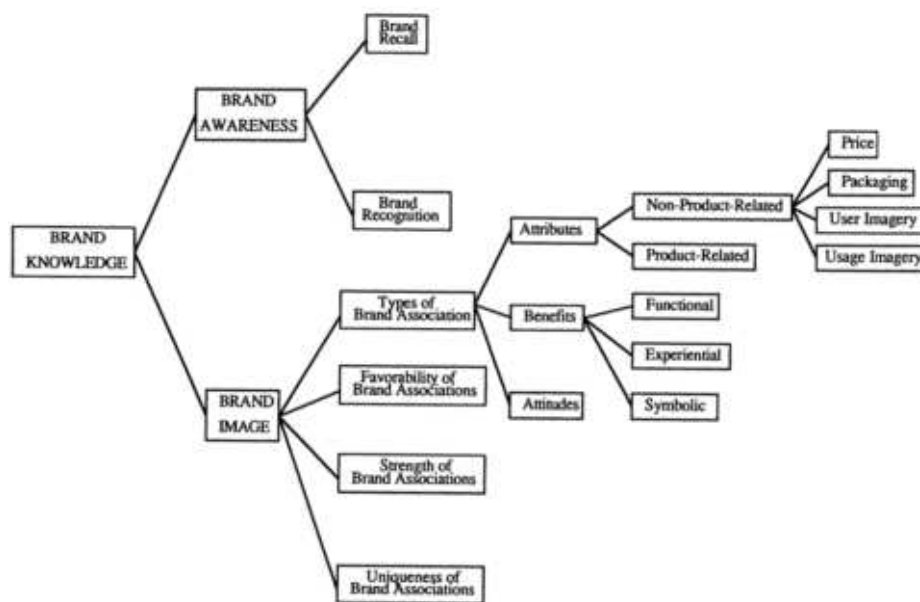 Brand
Recall
BRAND
AWARENESS
Price
Packaging
Brand
Recognition
Non-Product-Related
User Imagery
Attributes
BRAND
KNOWLEDGE
Product-Related
Usage Imagery
Types of
Brand Association
Benefits
Functional
Experiential
Favorability of
Brand Associations
BRAND
IMAGE
Attitudes
Symbolic
Strength of
Brand Associations
Uniqueness of
Brand Associations